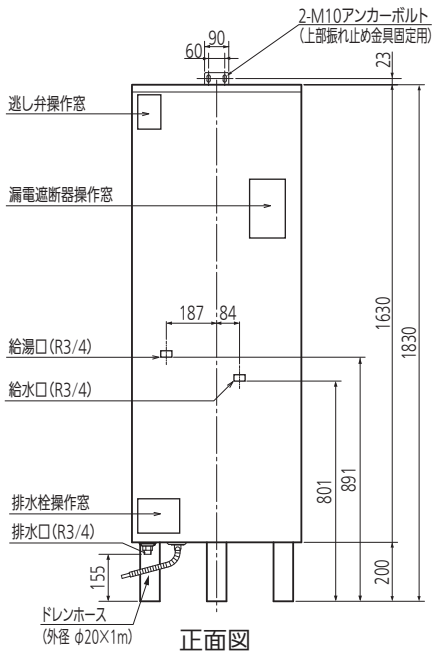 2-M10アンカーボルト
(上部振れ止め金具固定用)
90
60
23
逃し弁操作窓
漏電遮断器操作窓
187
84
1630
1830
給湯口(R3/4)
給水口(R3/4)
801
891
排水栓操作窓
排水口(R3/4)
155
200
ドレンホース
(外径 φ20×1m)
正面図